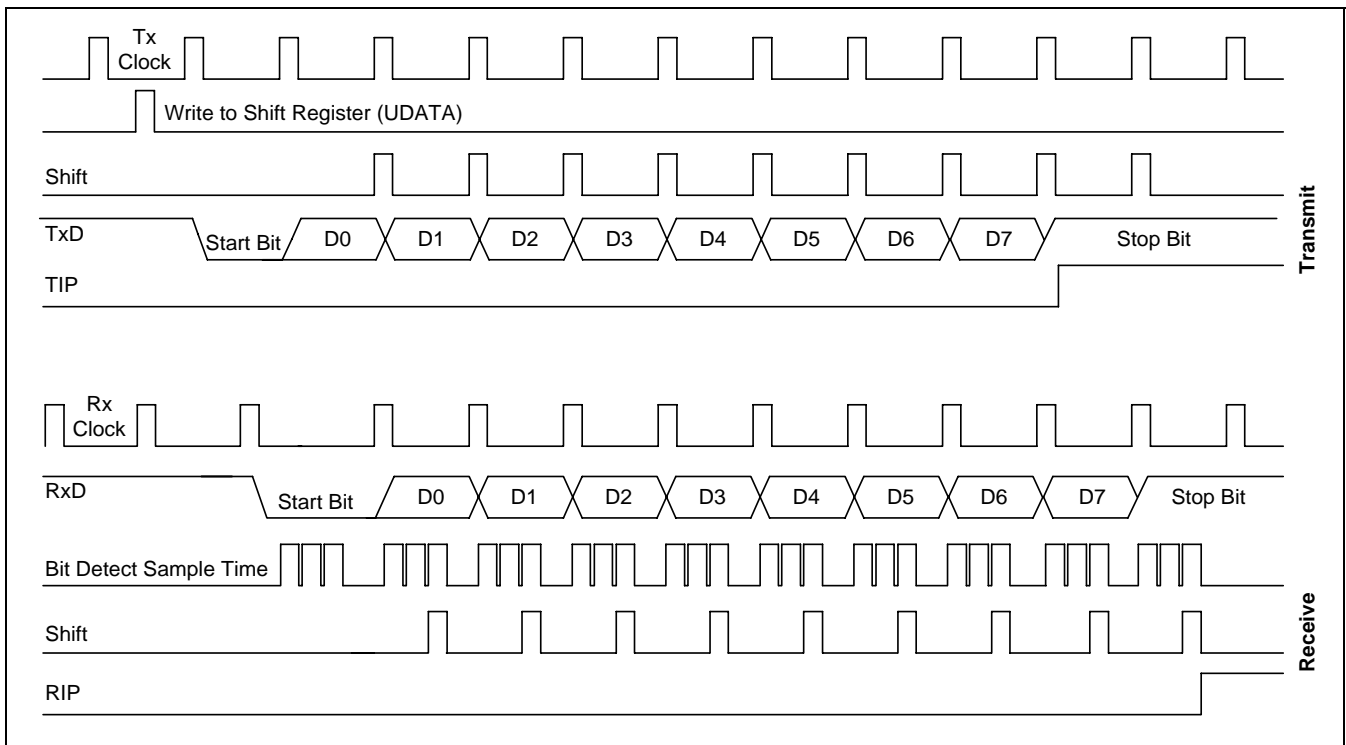 Tx
Clock
Write to Shift Register (UDATA)
Shift
TxD
Start Bit D0 D1 D2 D3 D4 D5 D6 D7 Stop Bit
TIP
Transmit
Rx
Clock
RxD
Start Bit D0 D1 D2 D3 D4 D5 D6 D7 Stop Bit
Bit Detect Sample Time
Shift
RIP
Receive